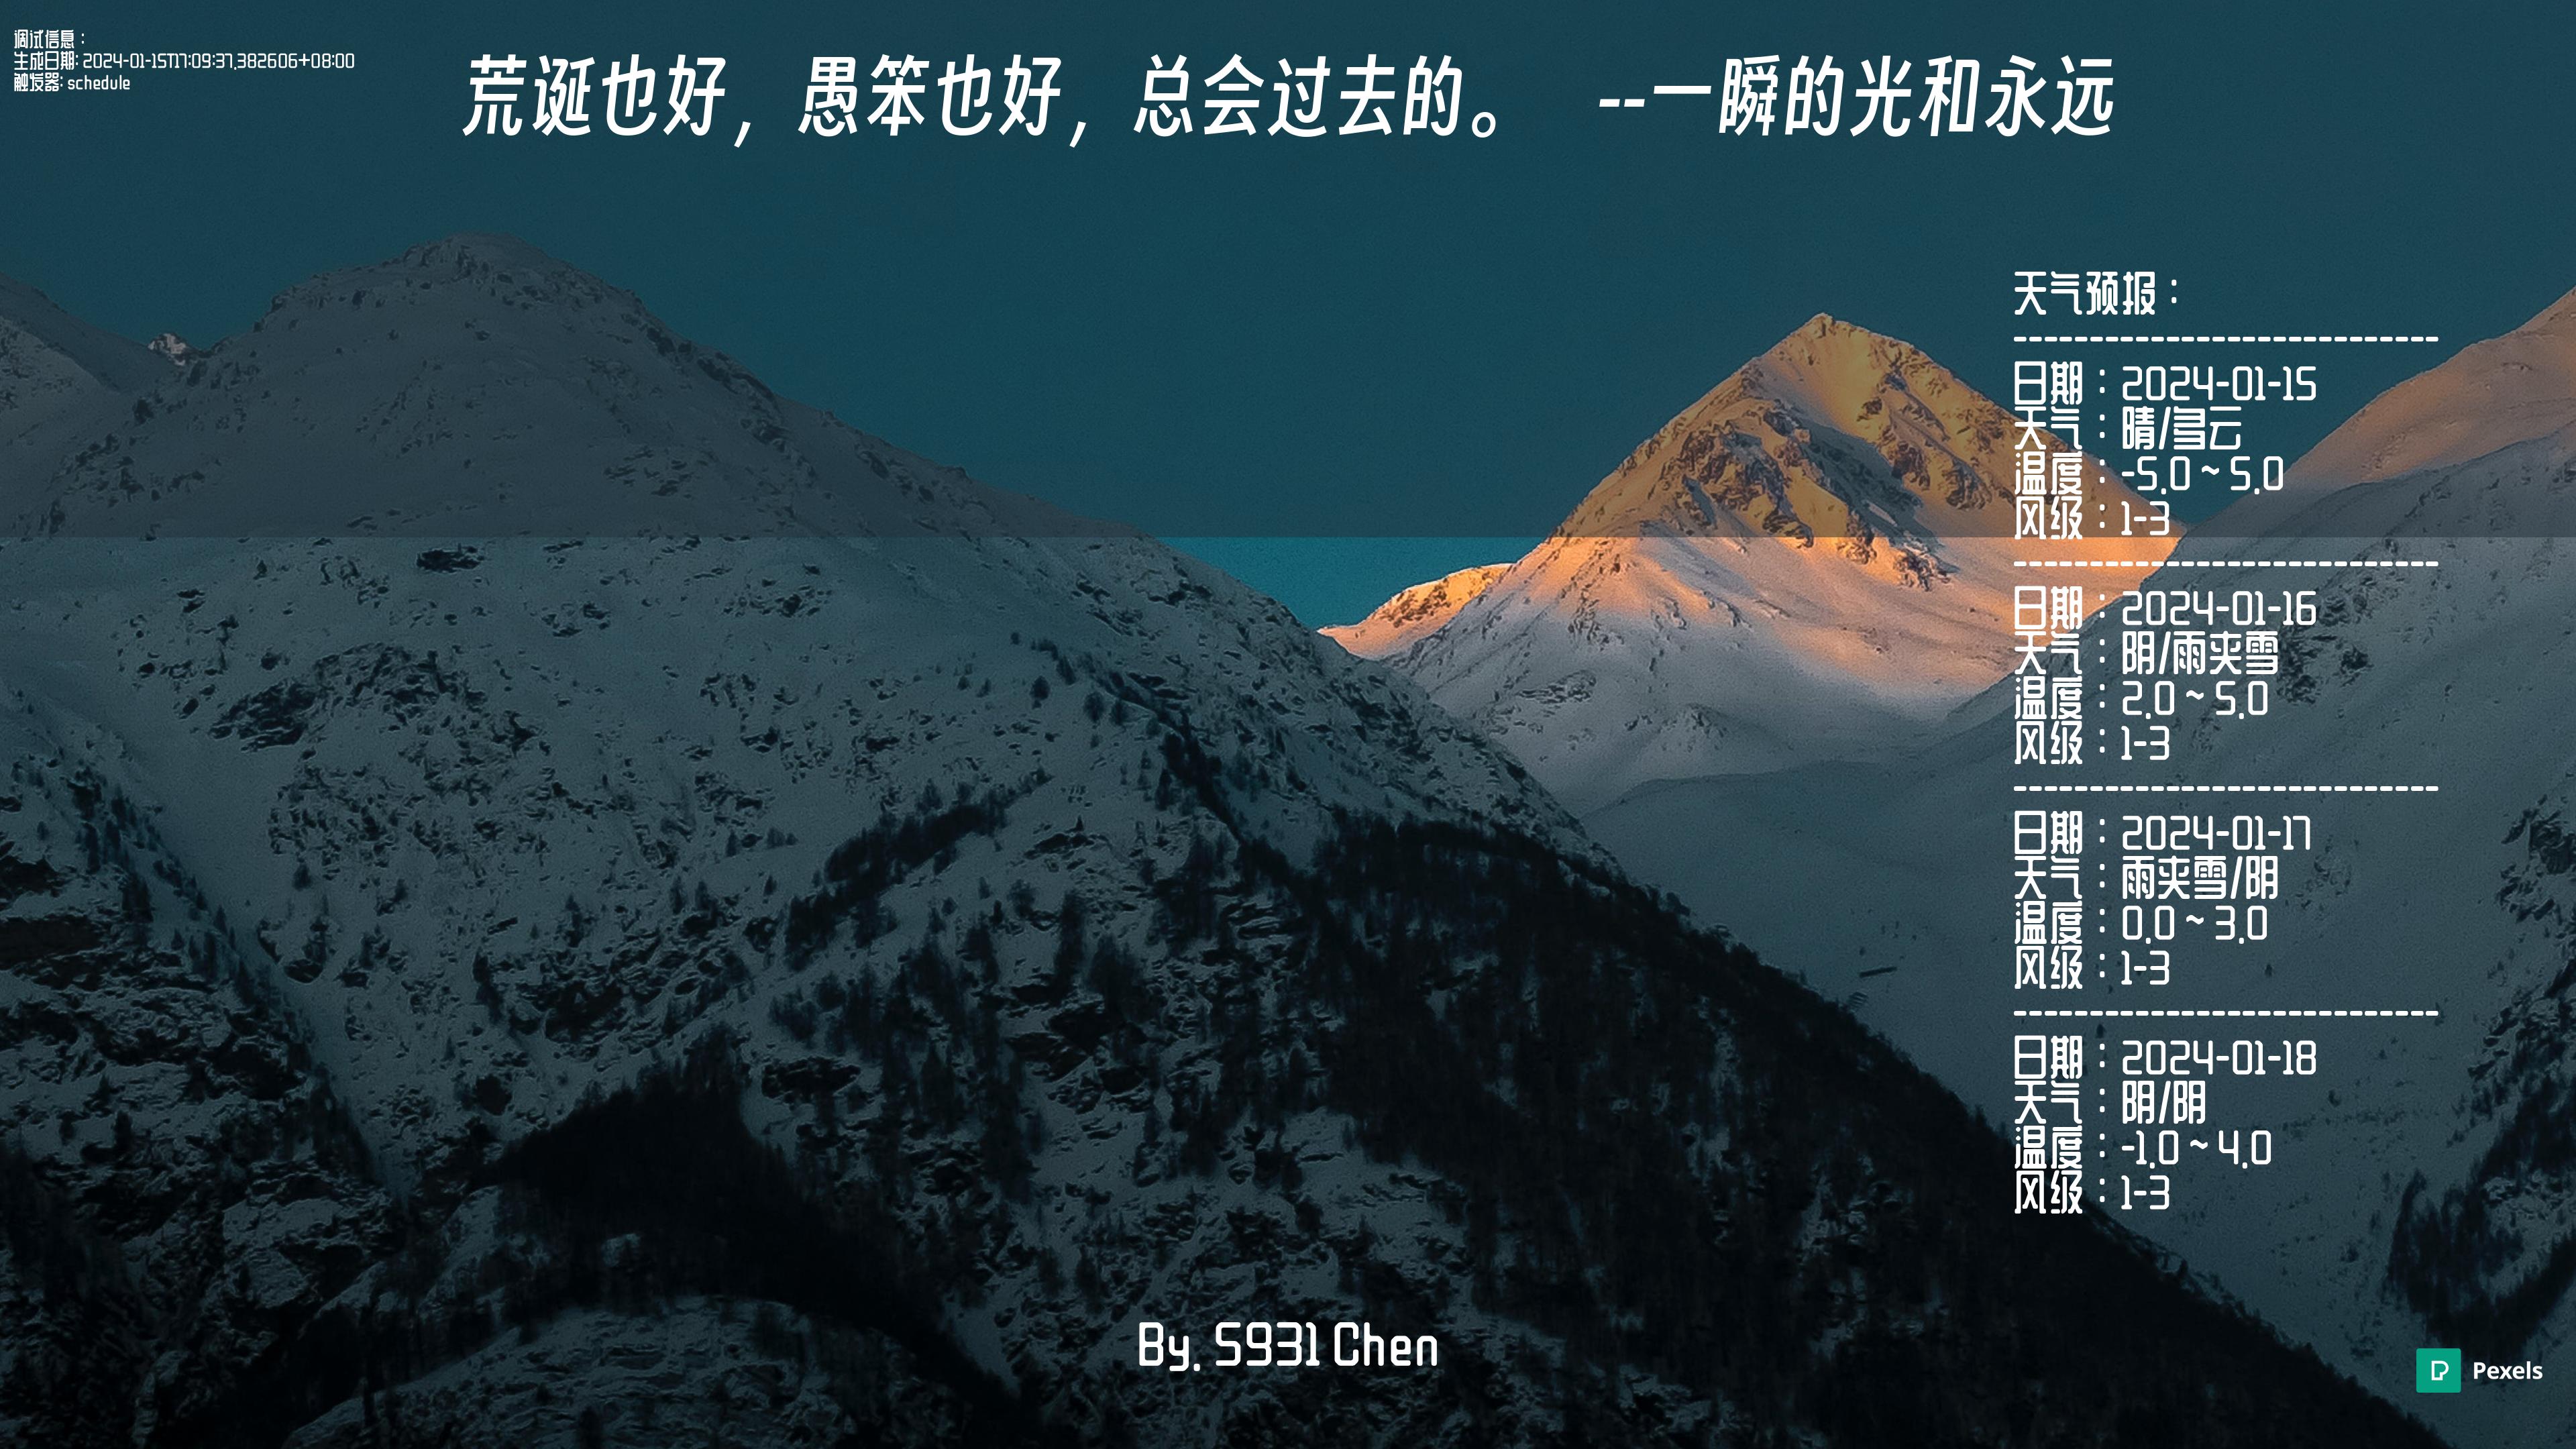 调试信息：
生成日期: 2024-01-15T17:09:37.382606+08:00
触发器: schedule
荒诞也好，愚笨也好，总会过去的。 --一瞬的光和永远
天气预报：
----------------------------
日期：2024-01-15
天气：晴/多云
温度：-5.0 ~ 5.0
风级：1-3
----------------------------
日期：2024-01-16
天气：阴/雨夹雪
温度：2.0 ~ 5.0
风级：1-3
----------------------------
日期：2024-01-17
天气：雨夹雪/阴
温度：0.0 ~ 3.0
风级：1-3
----------------------------
日期：2024-01-18
天气：阴/阴
温度：-1.0 ~ 4.0
风级：1-3
By. S931 Chen
Pexels